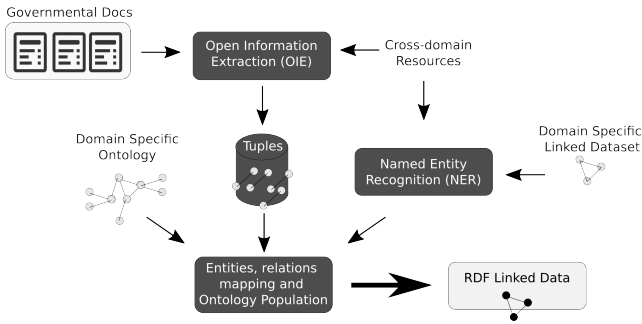 Governmental Docs
Open Information
Extraction (OIE)
Cross-domain
Resources
Domain Specific
Ontology
Tuples
Named Entity
Recognition (NER)
Domain Specific
Linked Dataset
Entities, relations
mapping and
Ontology Population
RDF Linked Data